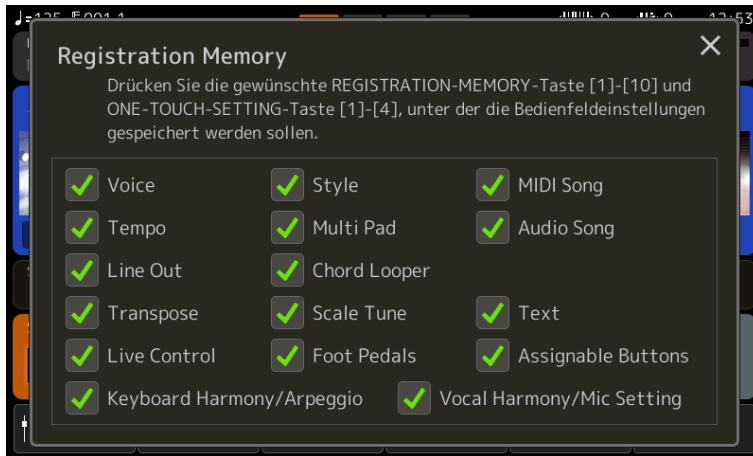 Registration Memory
Drücken Sie die gewünschte REGISTRATION-MEMORY-Taste [1]-[10] und
ONE-TOUCH-SETTING-Taste [1]-[4], unter der die Bedienfeldeinstellungen
gespeichert werden sollen.
Voice Style MIDI Song
Tempo Multi Pad Audio Song
Line Out Chord Looper
Transpose Scale Tune Text
Live Control Foot Pedals Assignable Buttons
Keyboard Harmony/Arpeggio Vocal Harmony/Mic Setting